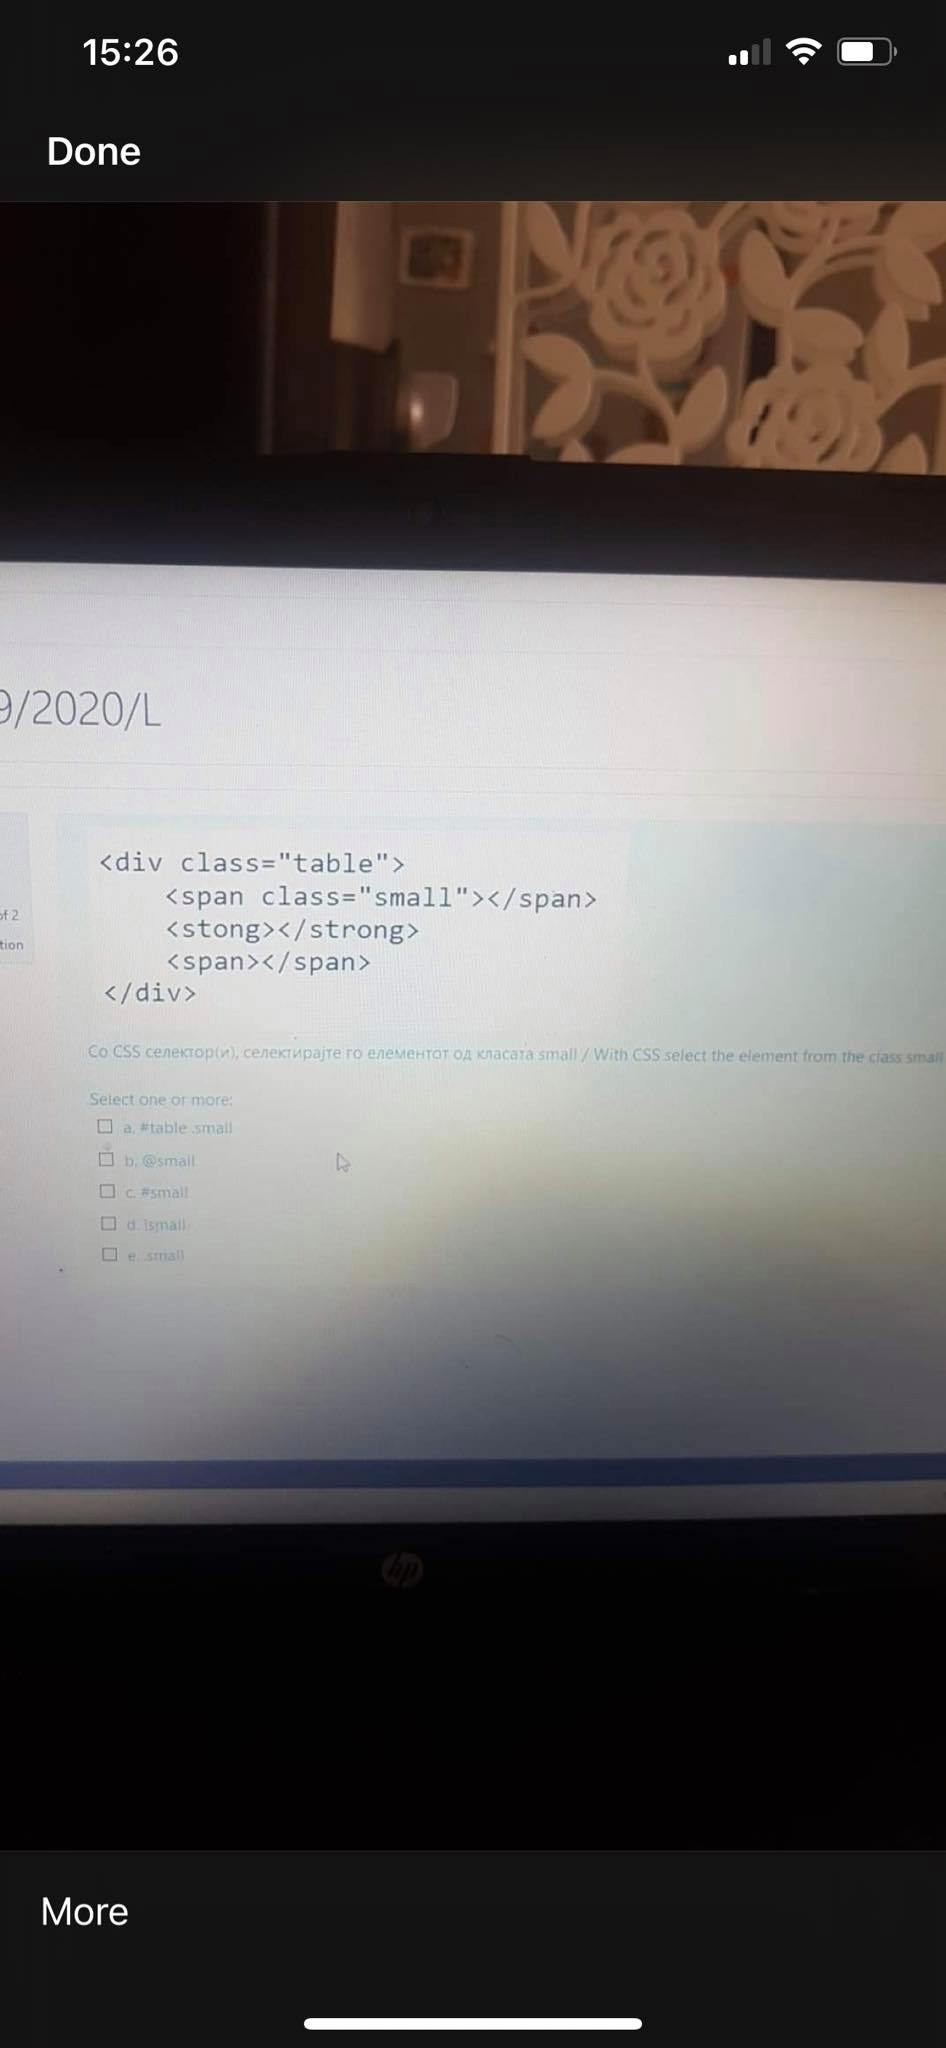 15:26
Done
9/2020/L
<div class="table">
<span class="small"></span>
<stong></strong>
<span></span>
</div>
of 2
tion
Со CSS селектор(и), селектирајте го елементот од класата small / With CSS select the element from the class small
Select one or more:
a. #table .small
b. @small
c. #small
d. !small
e. .small
hp
More